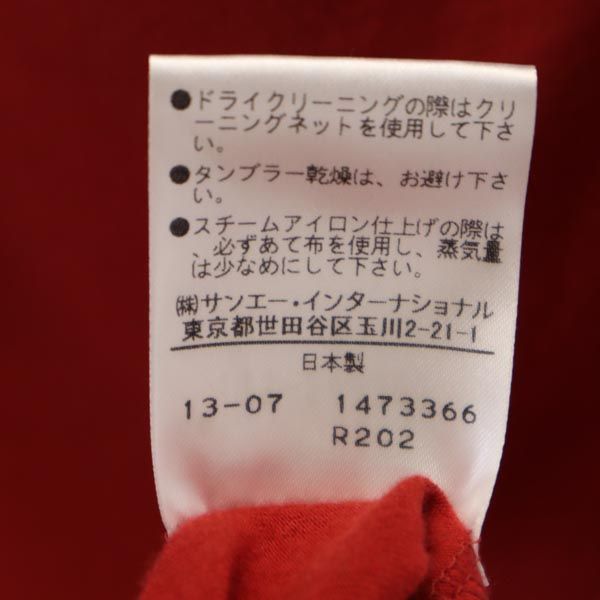 ●ドライクリーニングの際はクリ
ーニングネットを使用して下さ
い。
●タンブラー乾燥は、お避け下さ
い。
●スチームアイロン仕上げの際は
、必ずあて布を使用し、蒸気量
は少なめにして下さい。
㈱サンエー・インターナショナル
東京都世田谷区玉川2-21-1
日本製
13-07 1473366
R202